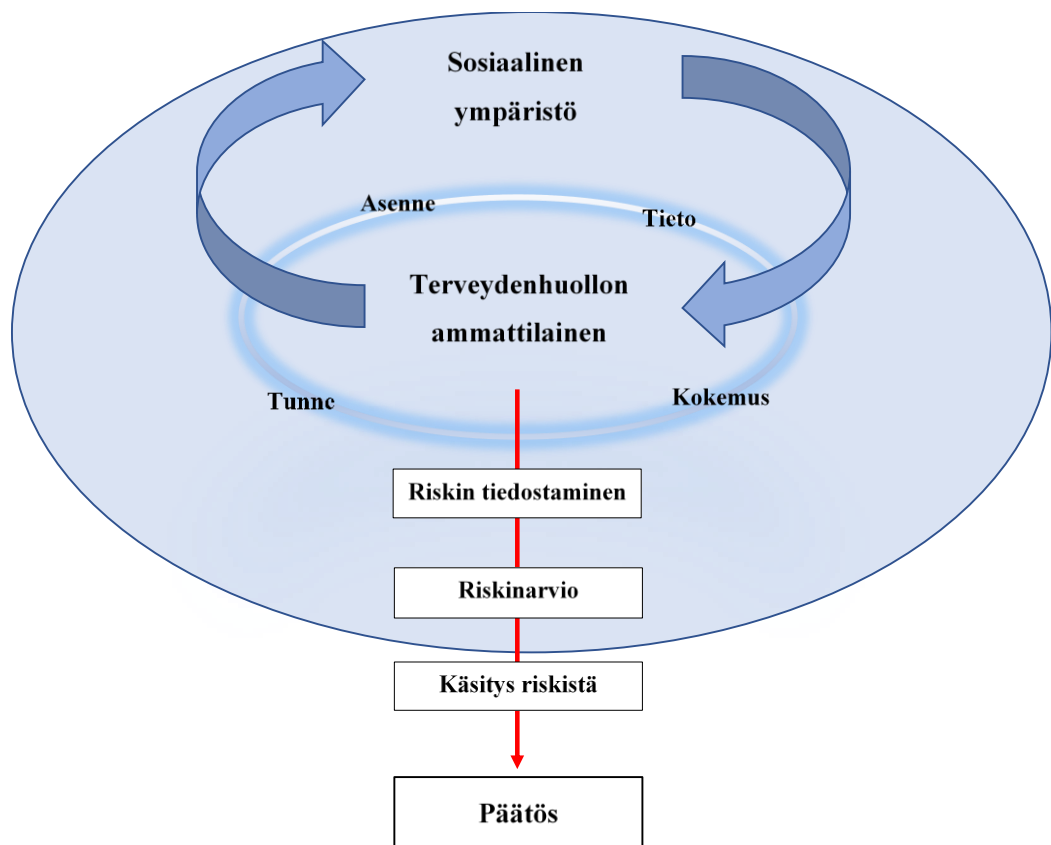 Sosiaalinen
ympäristö
Asenne
Tieto
Terveydenhuollon
ammattilainen
Tunne
Kokemus
Riskin tiedostaminen
Riskinarvio
Käsitys riskistä
Päätös